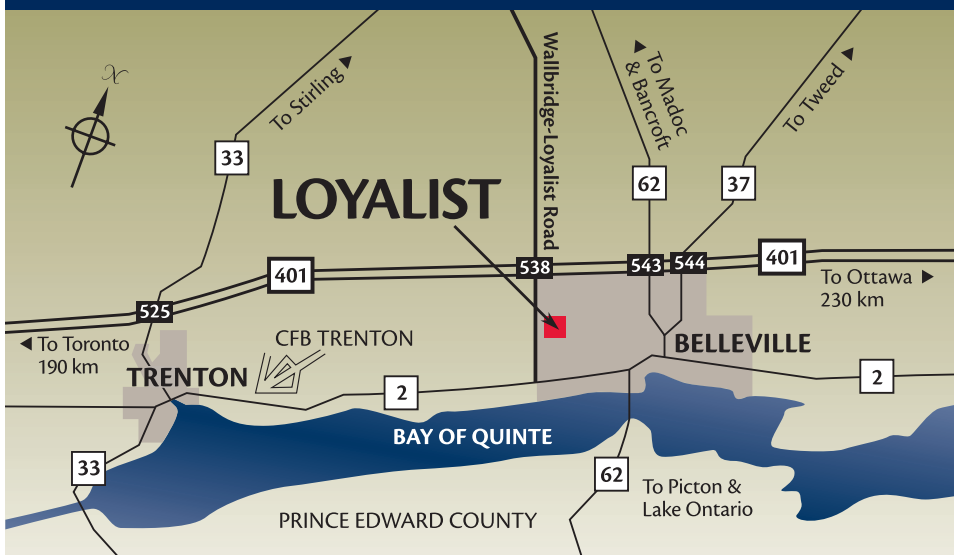 N
To Stirling
33
LOYALIST
Wallbridge-Loyalist Road
To Madoc
& Bancroft
62
To Tweed
37
401
538
543
544
401
To Ottawa
230 km
525
To Toronto
190 km
CFB TRENTON
TRENTON
BELLEVILLE
2
2
BAY OF QUINTE
33
62
To Picton &
Lake Ontario
PRINCE EDWARD COUNTY